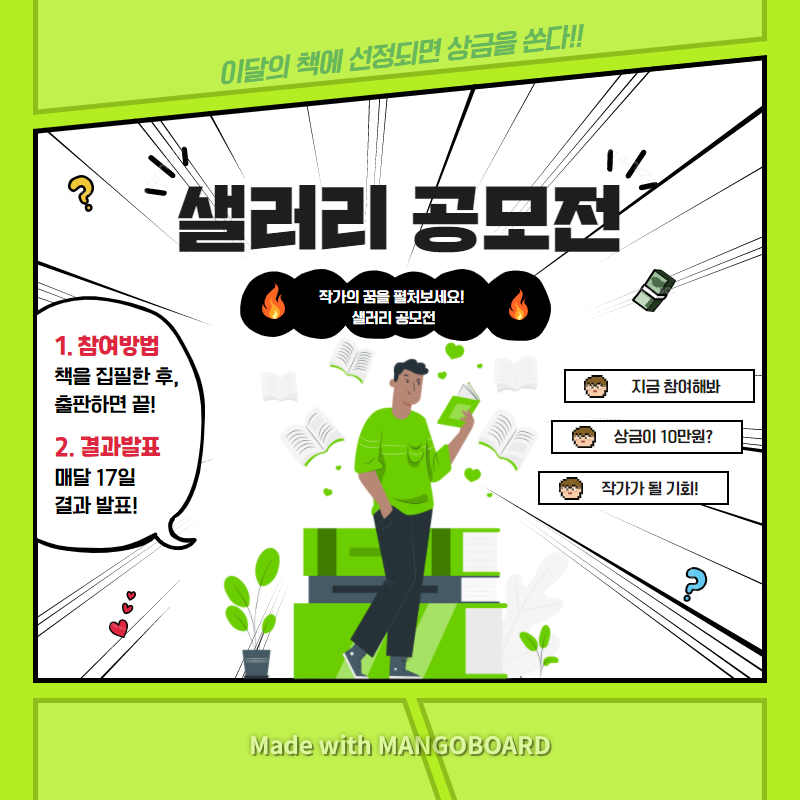 이달의 책에 선정되면 상금을 쏜다!!
샐러리 공모전
작가의 꿈을 펼처보세요!
샐러리 공모전
1. 참여방법
책을 집필한 후,
출판하면 끝!
2. 결과발표
매달 17일
결과 발표!
지금 참여해봐
상금이 10만원?
작가가 될 기회!
Made with MANGOBOARD